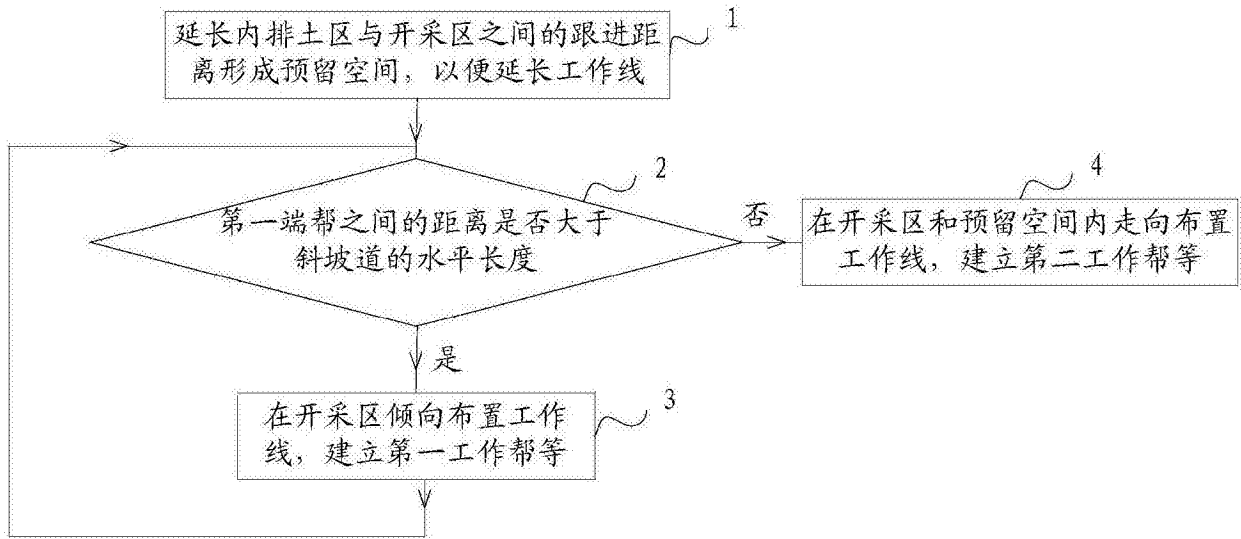 延长内排土区与开采区之间的跟进距
离形成预留空间，以便延长工作线
1
第一端帮之间的距离是否大于
斜坡道的水平长度
2
否
在开采区和预留空间内走向布置
工作线，建立第二工作帮等
4
是
在开采区倾向布置工作
线，建立第一工作帮等
3